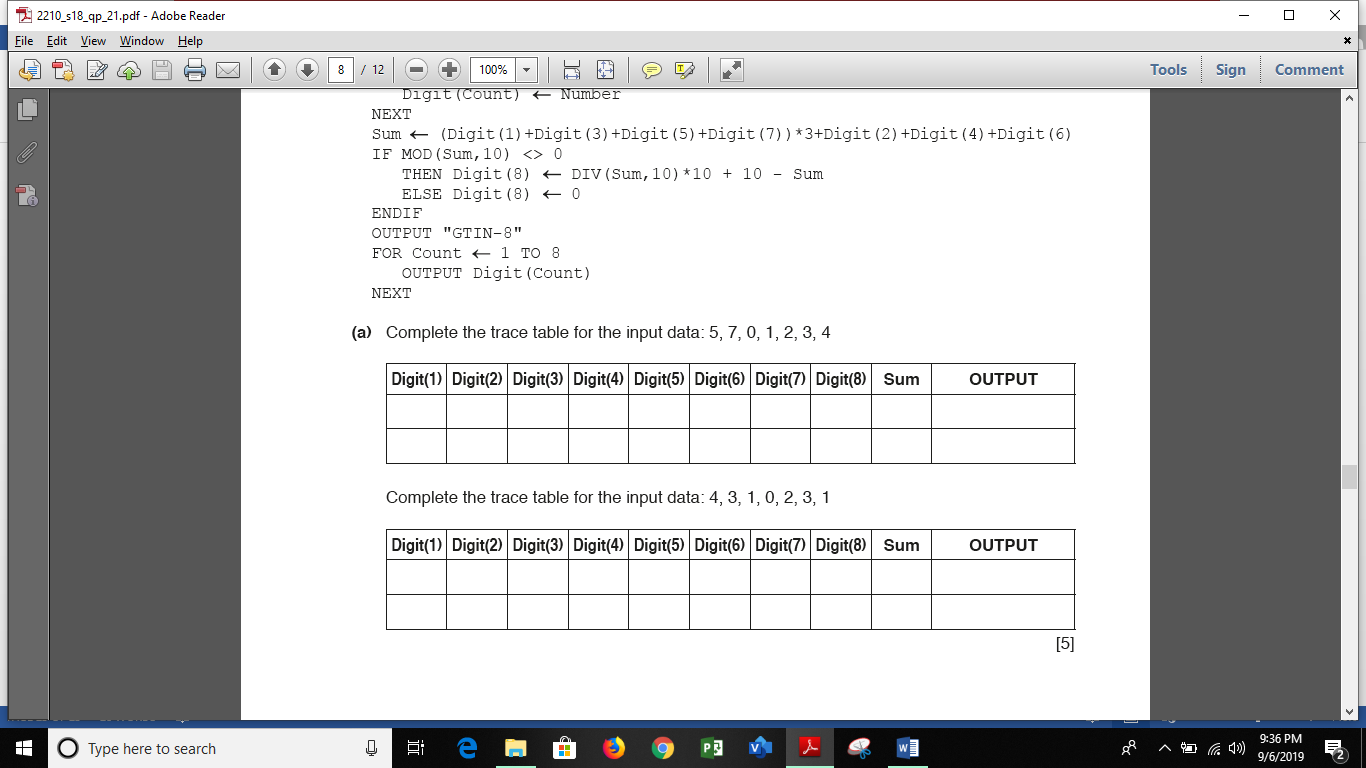 2210_s18_qp_21.pdf - Adobe Reader
File Edit View Window Help
8 / 12 100% Tools Sign Comment
Digit(Count) ← Number
NEXT
Sum ← (Digit(1)+Digit(3)+Digit(5)+Digit(7))*3+Digit(2)+Digit(4)+Digit(6)
IF MOD(Sum,10) <> 0
THEN Digit(8) ← DIV(Sum,10)*10 + 10 - Sum
ELSE Digit(8) ← 0
ENDIF
OUTPUT "GTIN-8"
FOR Count ← 1 TO 8
OUTPUT Digit(Count)
NEXT
(a) Complete the trace table for the input data: 5, 7, 0, 1, 2, 3, 4
Digit(1) Digit(2) Digit(3) Digit(4) Digit(5) Digit(6) Digit(7) Digit(8) Sum OUTPUT
Complete the trace table for the input data: 4, 3, 1, 0, 2, 3, 1
Digit(1) Digit(2) Digit(3) Digit(4) Digit(5) Digit(6) Digit(7) Digit(8) Sum OUTPUT
[5]
Type here to search
9:36 PM
9/6/2019
2